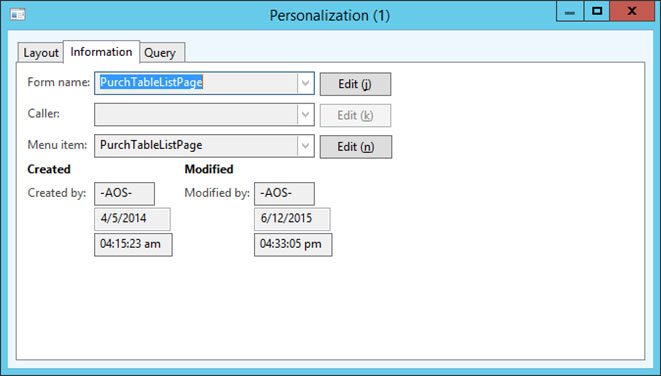 Personalization (1)
Layout Information Query
Form name: PurchTableListPage Edit (j)
Caller: Edit (k)
Menu item: PurchTableListPage Edit (n)
Created Modified
Created by: -AOS- Modified by: -AOS-
4/5/2014 6/12/2015
04:15:23 am 04:33:05 pm